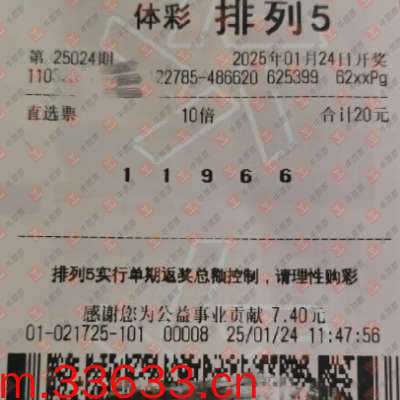 体彩 排列5
第 25024期 2025年01月24日开奖
22785-486620 625399 62xxPg
直选票 10倍 合计20元
1 1 9 6 6
排列5实行单期返奖总额控制，请理性购彩
感谢您为公益事业贡献 7.40元
01-021725-101 00008 25/01/24 11:47:56
m.33633.cn